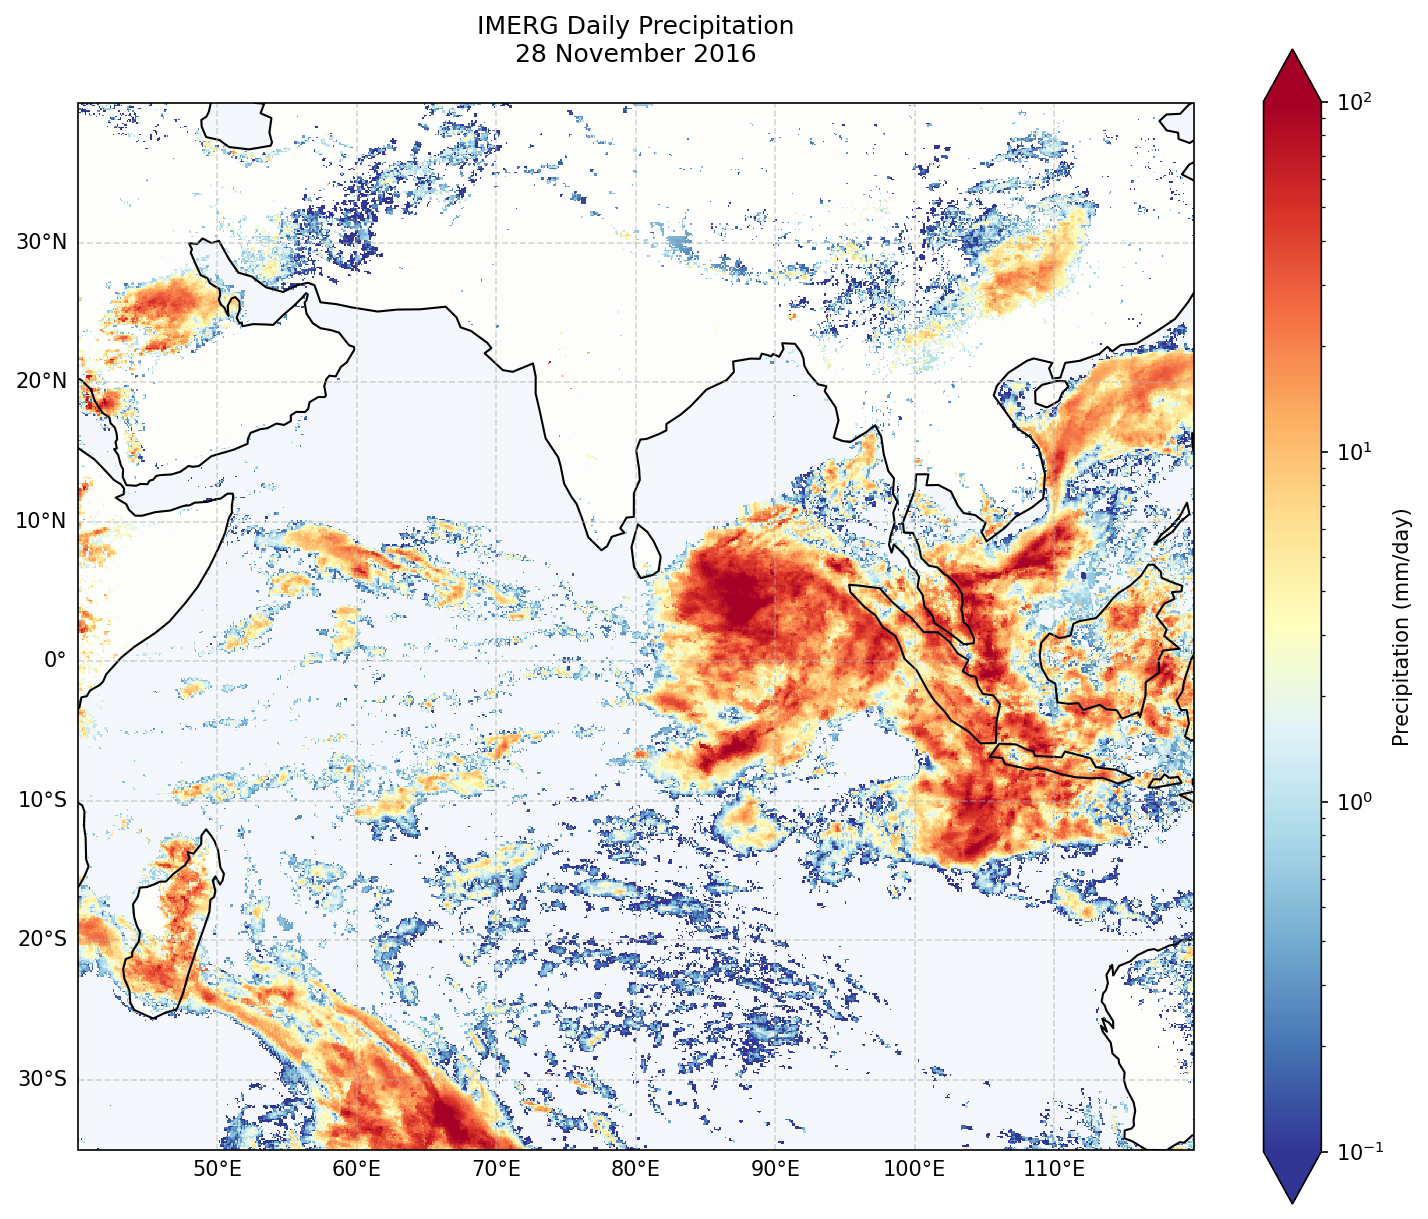 IMERG Daily Precipitation
28 November 2016
30°N
20°N
10°N
0°
10°S
20°S
30°S
50°E 60°E 70°E 80°E 90°E 100°E 110°E
10²
10¹
10⁰
10⁻¹
Precipitation (mm/day)